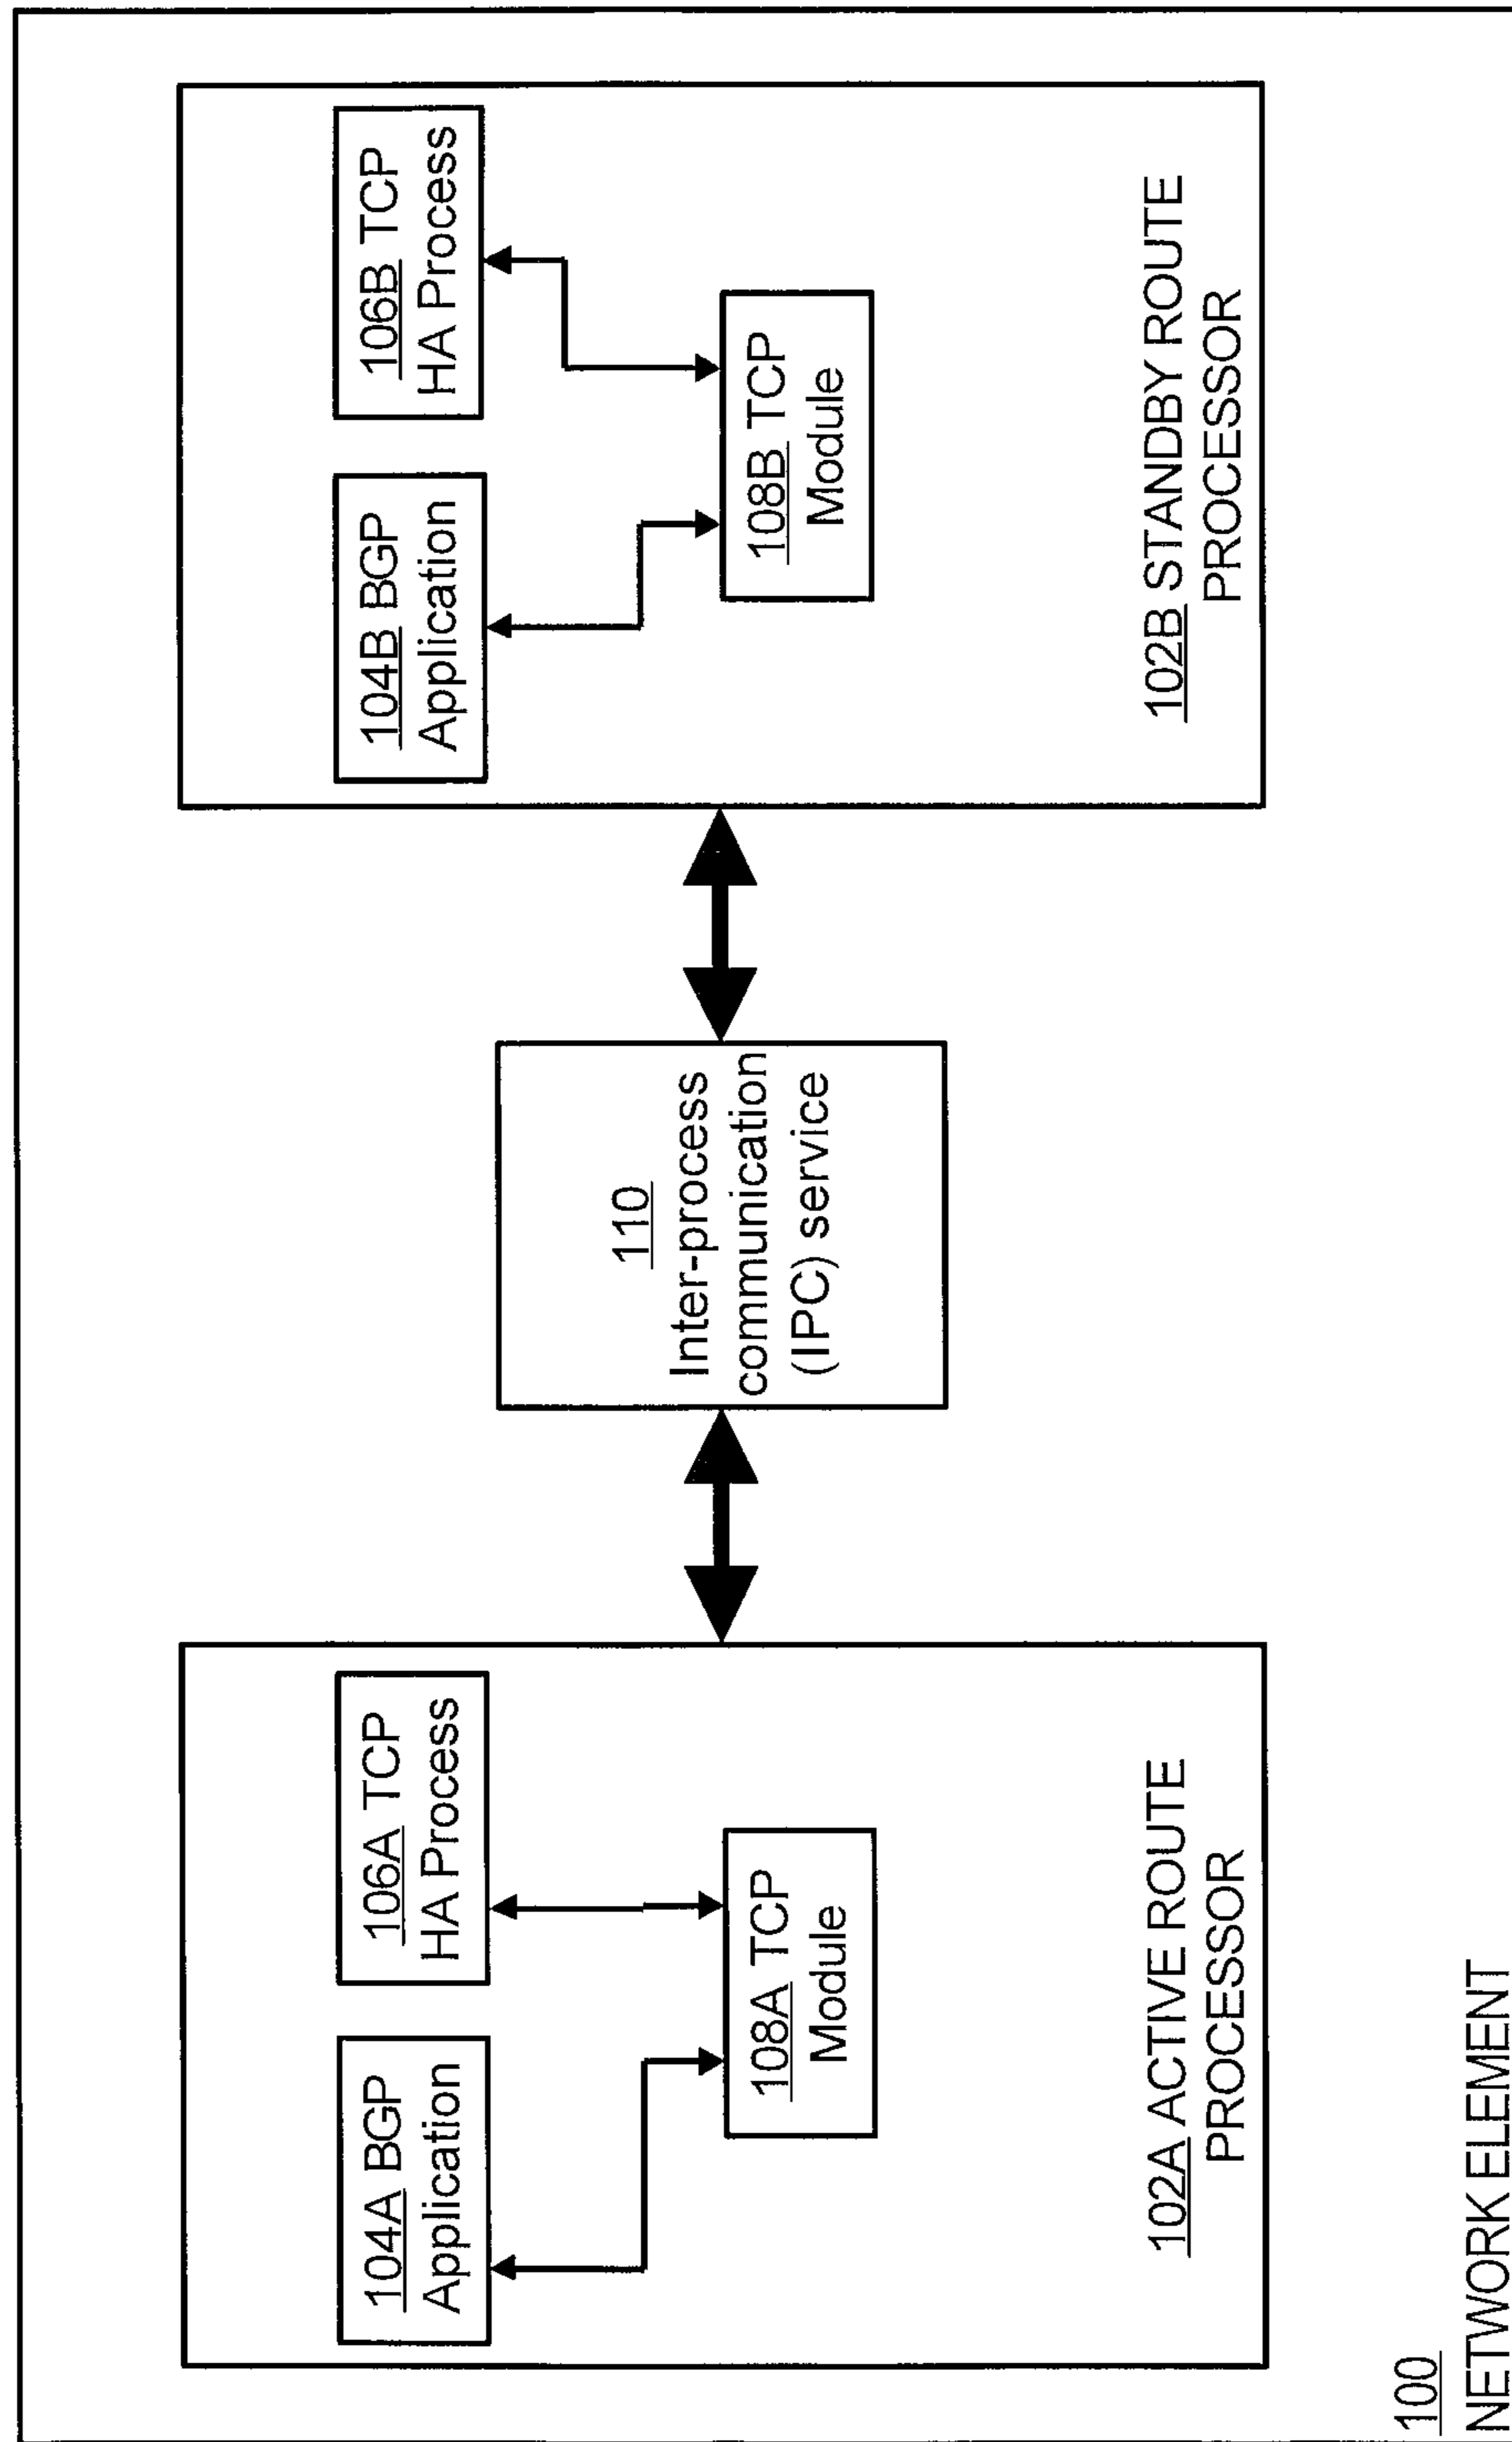 104A BGP
Application
106A TCP
HA Process
108A TCP
Module
102A ACTIVE ROUTE
PROCESSOR
110
Inter-process
communication
(IPC) service
104B BGP
Application
106B TCP
HA Process
108B TCP
Module
102B STANDBY ROUTE
PROCESSOR
100
NETWORK ELEMENT